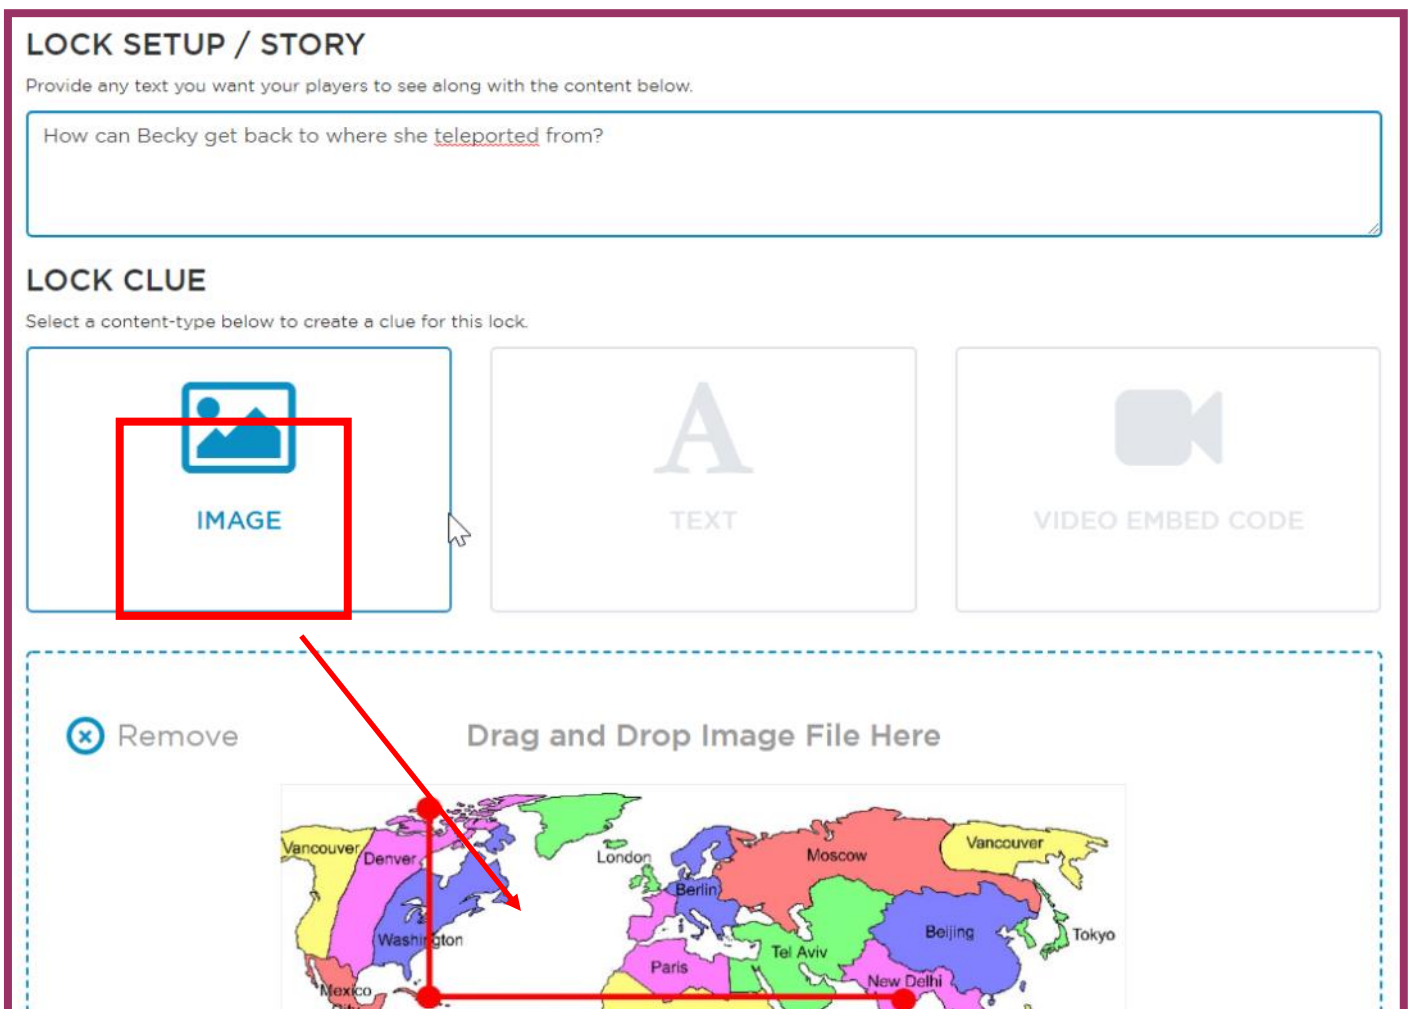 LOCK SETUP / STORY
Provide any text you want your players to see along with the content below.
How can Becky get back to where she teleported from?
LOCK CLUE
Select a content-type below to create a clue for this lock.
IMAGE
A
TEXT
VIDEO EMBED CODE
Remove
Drag and Drop Image File Here
Vancouver
Denver
London
Moscow
Vancouver
Berlin
Washington
Beijing
Tokyo
Tel Aviv
Paris
New Delhi
Mexico
City